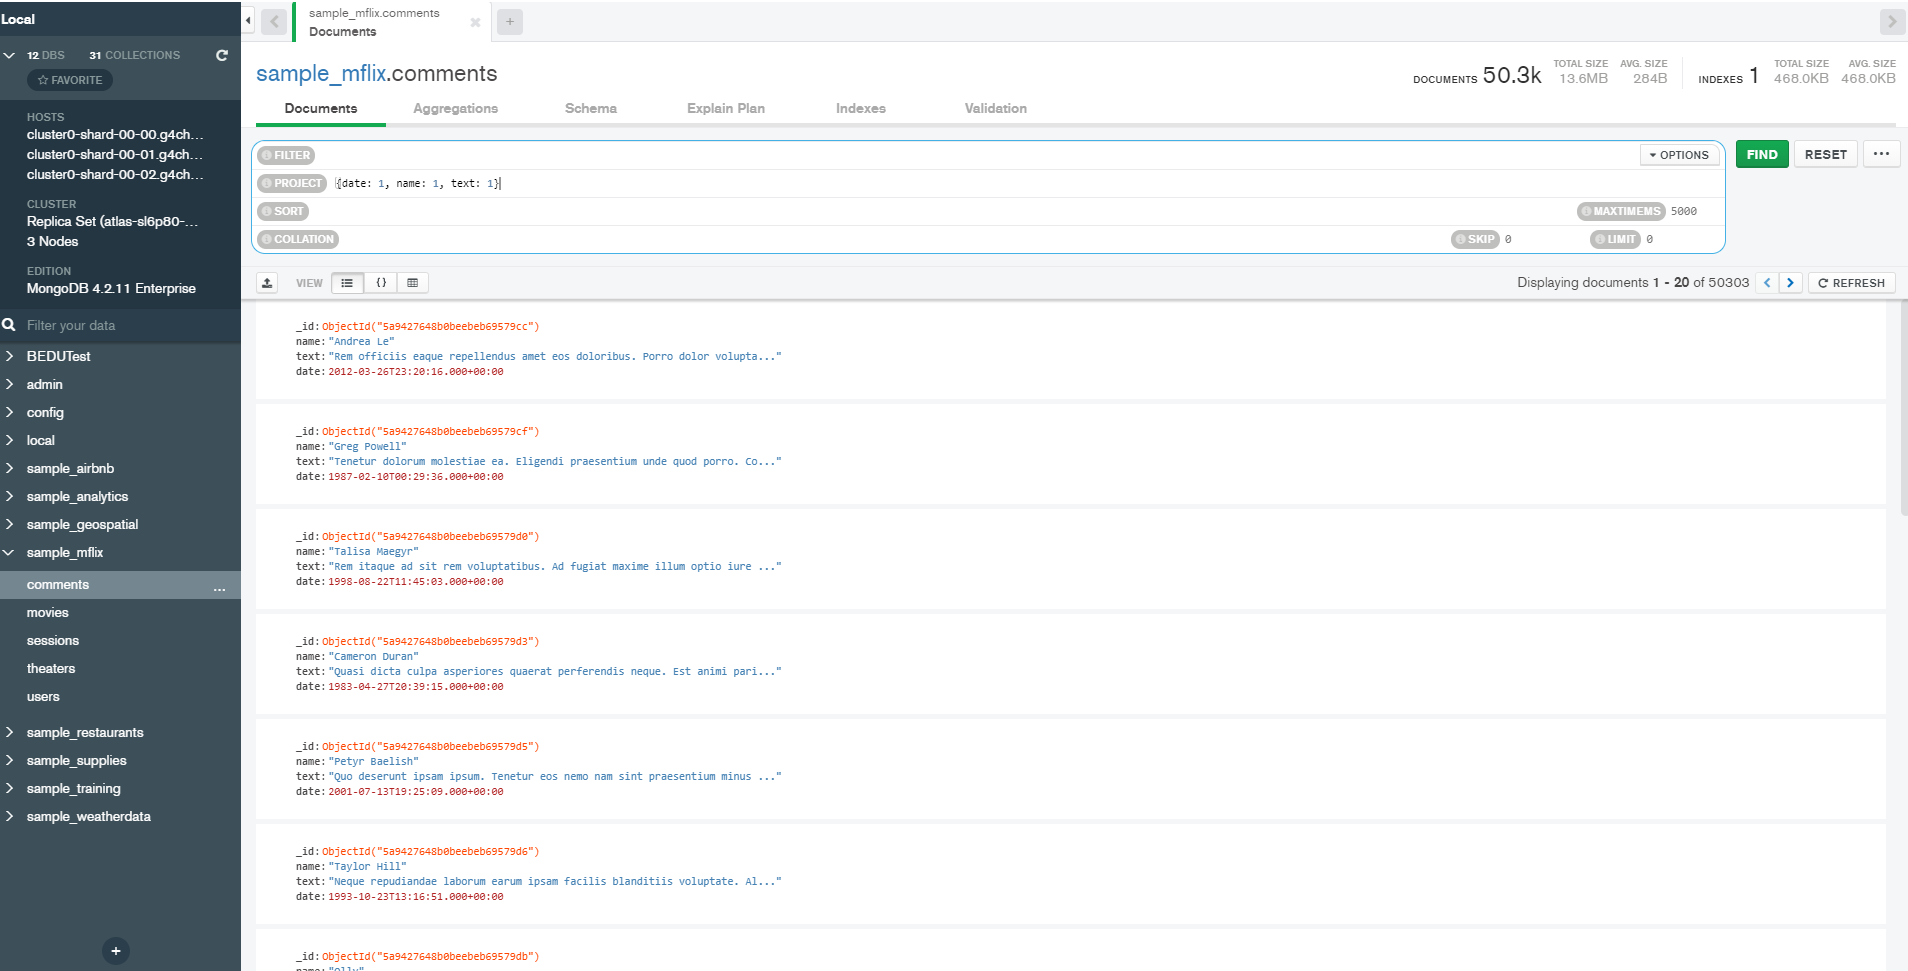 Local
12 DBS 31 COLLECTIONS
FAVORITE
HOSTS
cluster0-shard-00-00.g4ch...
cluster0-shard-00-01.g4ch...
cluster0-shard-00-02.g4ch...
CLUSTER
Replica Set (atlas-sl6p80-...
3 Nodes
EDITION
MongoDB 4.2.11 Enterprise
Filter your data
BEDUTest
admin
config
local
sample_airbnb
sample_analytics
sample_geospatial
sample_mflix
comments ...
movies
sessions
theaters
users
sample_restaurants
sample_supplies
sample_training
sample_weatherdata
+
sample_mflix.comments
Documents
+
sample_mflix.comments
DOCUMENTS 50.3k TOTAL SIZE 13.6MB AVG. SIZE 284B INDEXES 1 TOTAL SIZE 468.0KB AVG. SIZE 468.0KB
Documents Aggregations Schema Explain Plan Indexes Validation
FILTER OPTIONS FIND RESET ...
PROJECT {date: 1, name: 1, text: 1}
SORT MAXTIMEMS 5000
COLLATION SKIP 0 LIMIT 0
VIEW {} Displaying documents 1 - 20 of 50303 < > REFRESH
_id: ObjectId("5a9427648b0beebeb69579cc")
name: "Andrea Le"
text: "Rem officiis eaque repellendus amet eos doloribus. Porro dolor volupta..."
date: 2012-03-26T23:20:16.000+00:00
_id: ObjectId("5a9427648b0beebeb69579cf")
name: "Greg Powell"
text: "Tenetur dolorum molestiae ea. Eligendi praesentium unde quod porro. Co..."
date: 1987-02-10T00:29:36.000+00:00
_id: ObjectId("5a9427648b0beebeb69579d0")
name: "Talisa Maegyr"
text: "Rem itaque ad sit rem voluptatibus. Ad fugiat maxime illum optio iure ..."
date: 1998-08-22T11:45:03.000+00:00
_id: ObjectId("5a9427648b0beebeb69579d3")
name: "Cameron Duran"
text: "Quasi dicta culpa asperiores quaerat perferendis neque. Est animi pari..."
date: 1983-04-27T20:39:15.000+00:00
_id: ObjectId("5a9427648b0beebeb69579d5")
name: "Petyr Baelish"
text: "Quo deserunt ipsam ipsum. Tenetur eos nemo nam sint praesentium minus ..."
date: 2001-07-13T19:25:09.000+00:00
_id: ObjectId("5a9427648b0beebeb69579d6")
name: "Taylor Hill"
text: "Neque repudiandae laborum earum ipsam facilis blanditiis voluptate. Al..."
date: 1993-10-23T13:16:51.000+00:00
_id: ObjectId("5a9427648b0beebeb69579db")
name: "Olly"